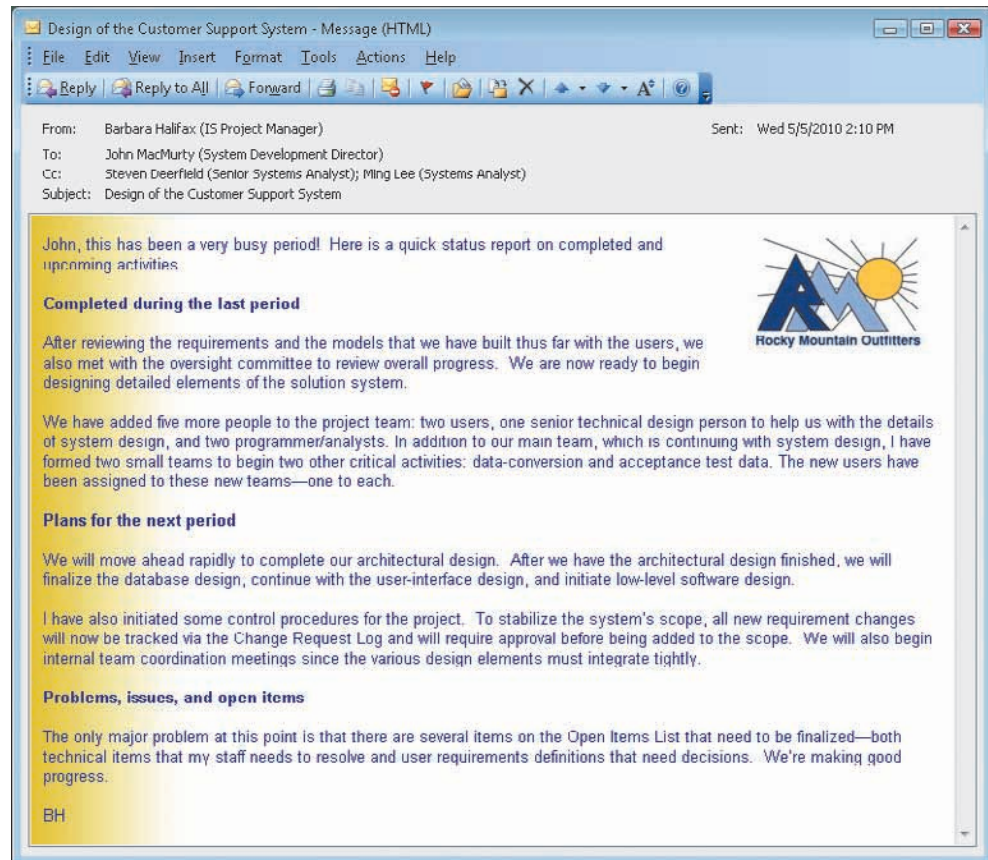 Design of the Customer Support System - Message (HTML)
File Edit View Insert Format Tools Actions Help
Reply Reply to All Forward
From: Barbara Halifax (IS Project Manager) Sent: Wed 5/5/2010 2:10 PM
To: John MacMurty (System Development Director)
Cc: Steven Deerfield (Senior Systems Analyst); Ming Lee (Systems Analyst)
Subject: Design of the Customer Support System
John, this has been a very busy period! Here is a quick status report on completed and
upcoming activities
RM
Rocky Mountain Outfitters
Completed during the last period
After reviewing the requirements and the models that we have built thus far with the users, we
also met with the oversight committee to review overall progress. We are now ready to begin
designing detailed elements of the solution system.
We have added five more people to the project team: two users, one senior technical design person to help us with the details
of system design, and two programmer/analysts. In addition to our main team, which is continuing with system design, I have
formed two small teams to begin two other critical activities: data-conversion and acceptance test data. The new users have
been assigned to these new teams—one to each.
Plans for the next period
We will move ahead rapidly to complete our architectural design. After we have the architectural design finished, we will
finalize the database design, continue with the user-interface design, and initiate low-level software design.
I have also initiated some control procedures for the project. To stabilize the system's scope, all new requirement changes
will now be tracked via the Change Request Log and will require approval before being added to the scope. We will also begin
internal team coordination meetings since the various design elements must integrate tightly.
Problems, issues, and open items
The only major problem at this point is that there are several items on the Open Items List that need to be finalized—both
technical items that my staff needs to resolve and user requirements definitions that need decisions. We're making good
progress.
BH